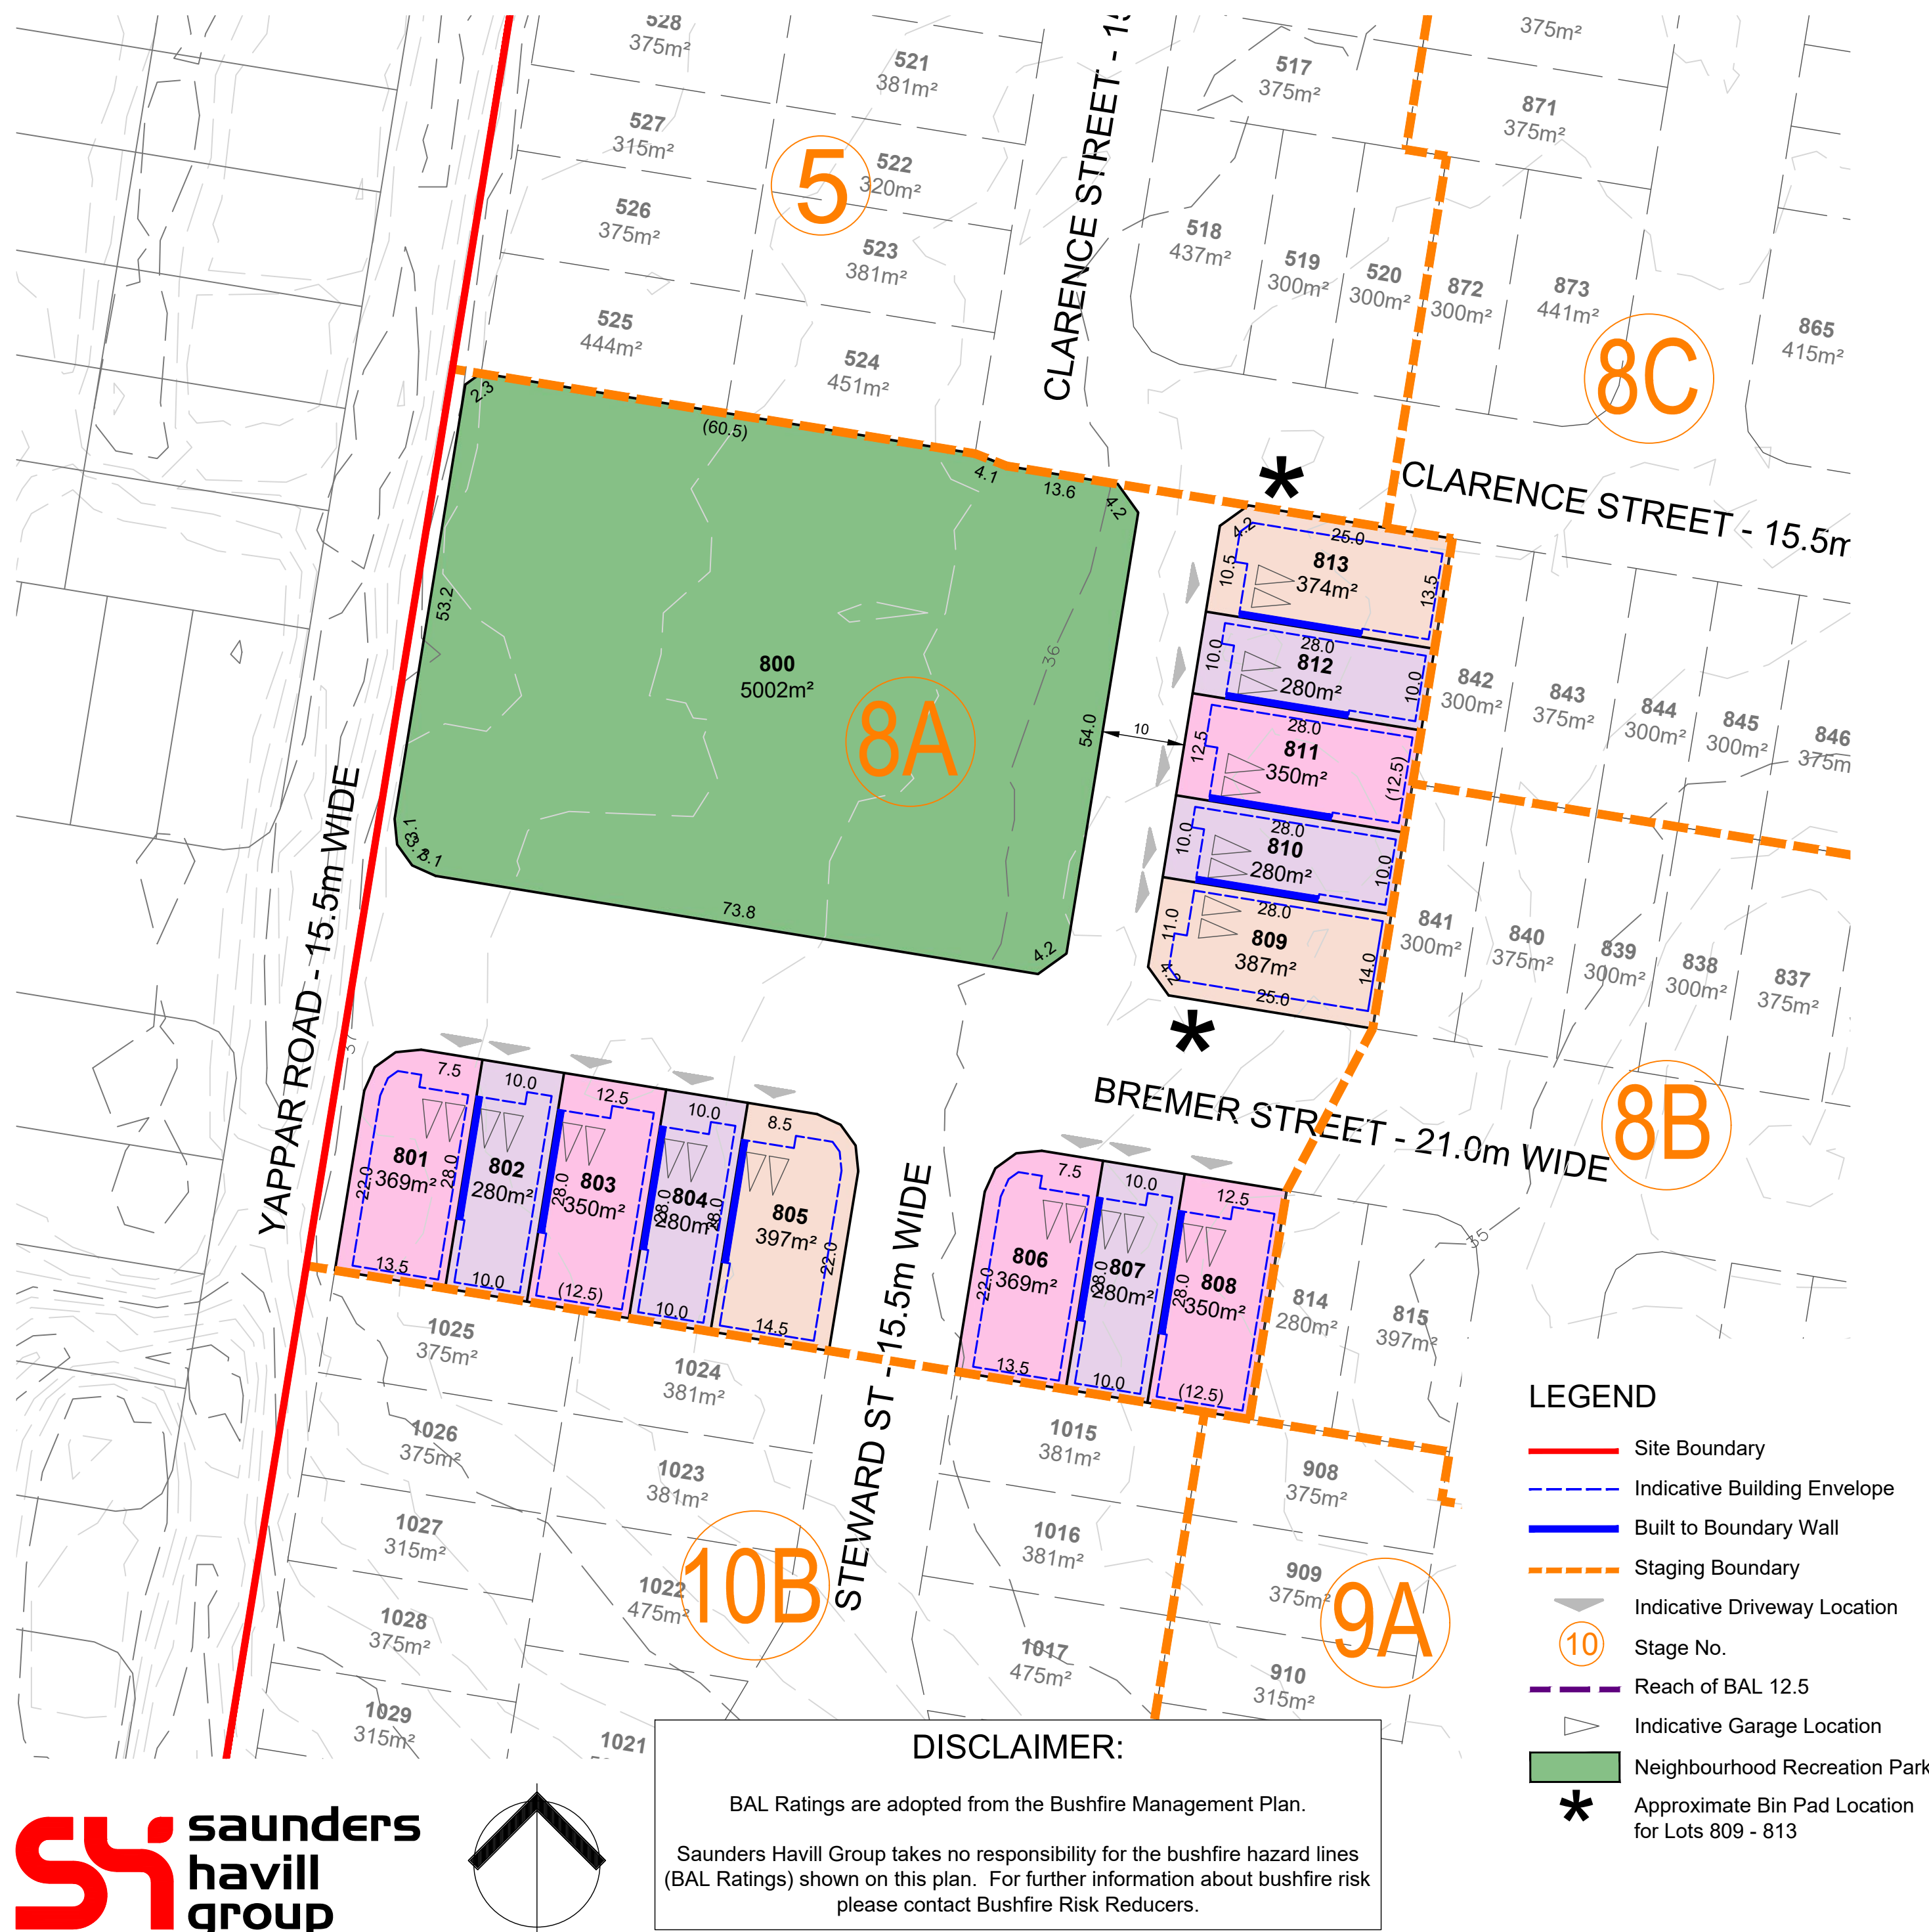 528
375m²
521
381m²
527
315m²
522
320m²
526
375m²
523
381m²
525
444m²
524
451m²
5
CLARENCE STREET - 15
517
375m²
375m²
871
375m²
518
437m²
519
300m²
520
300m²
872
300m²
873
441m²
865
415m²
8C
CLARENCE STREET - 15.5m
2.3
(60.5)
4.1
13.6
4.2
53.2
800
5002m²
8A
36
54.0
10
3.1
3.1
3.1
73.8
4.2
4.2
25.0
10.5
813
374m²
13.5
28.0
10.0
812
280m²
10.0
28.0
12.5
811
350m²
(12.5)
28.0
10.0
810
280m²
10.0
28.0
11.0
809
387m²
14.0
4.2
25.0
842
300m²
843
375m²
844
300m²
845
300m²
846
375m
841
300m²
840
375m²
839
300m²
838
300m²
837
375m²
8B
YAPPAR ROAD - 15.5m WIDE
37
BREMER STREET - 21.0m WIDE
7.5
801
369m²
22.0
28.0
13.5
10.0
802
280m²
10.0
12.5
803
350m²
28.0
(12.5)
10.0
804
280m²
28.0
28.0
10.0
8.5
805
397m²
22.0
14.5
STEWARD ST - 15.5m WIDE
7.5
806
369m²
22.0
13.5
10.0
807
280m²
28.0
10.0
12.5
808
350m²
28.0
(12.5)
814
280m²
815
397m²
35
1025
375m²
1024
381m²
1026
375m²
1023
381m²
1027
315m²
1022
475m²
1028
375m²
1029
315m²
1021
10B
1015
381m²
1016
381m²
1017
475m²
908
375m²
909
375m²
910
315m²
9A
LEGEND
Site Boundary
Indicative Building Envelope
Built to Boundary Wall
Staging Boundary
Indicative Driveway Location
10
Stage No.
Reach of BAL 12.5
Indicative Garage Location
Neighbourhood Recreation Park
Approximate Bin Pad Location
for Lots 809 - 813
DISCLAIMER:
BAL Ratings are adopted from the Bushfire Management Plan.
Saunders Havill Group takes no responsibility for the bushfire hazard lines
(BAL Ratings) shown on this plan. For further information about bushfire risk
please contact Bushfire Risk Reducers.
saunders
havill
group